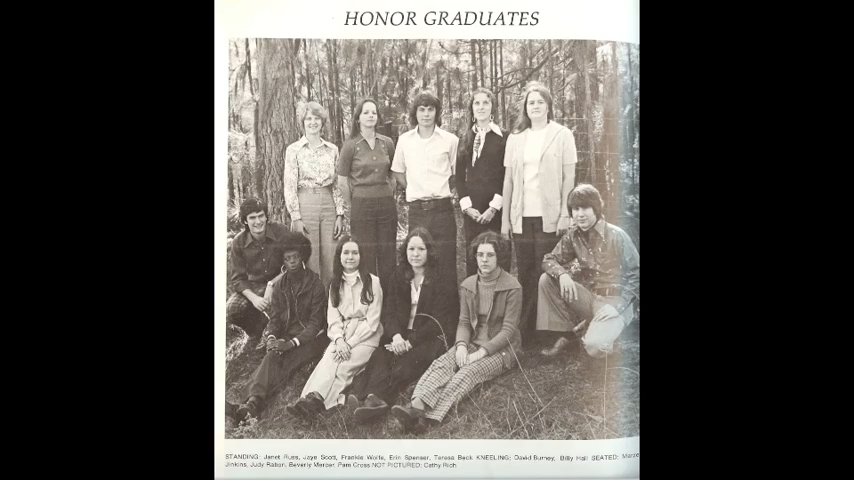 HONOR GRADUATES
STANDING: Janet Russ, Jaye Scott, Frankie Wolfe, Erin Spenser, Teresa Beck KNEELING: David Burney, Billy Hall SEATED:
Jinkins, Judy Rabon, Beverly Mercer, Pam Cross NOT PICTURED: Cathy Rich